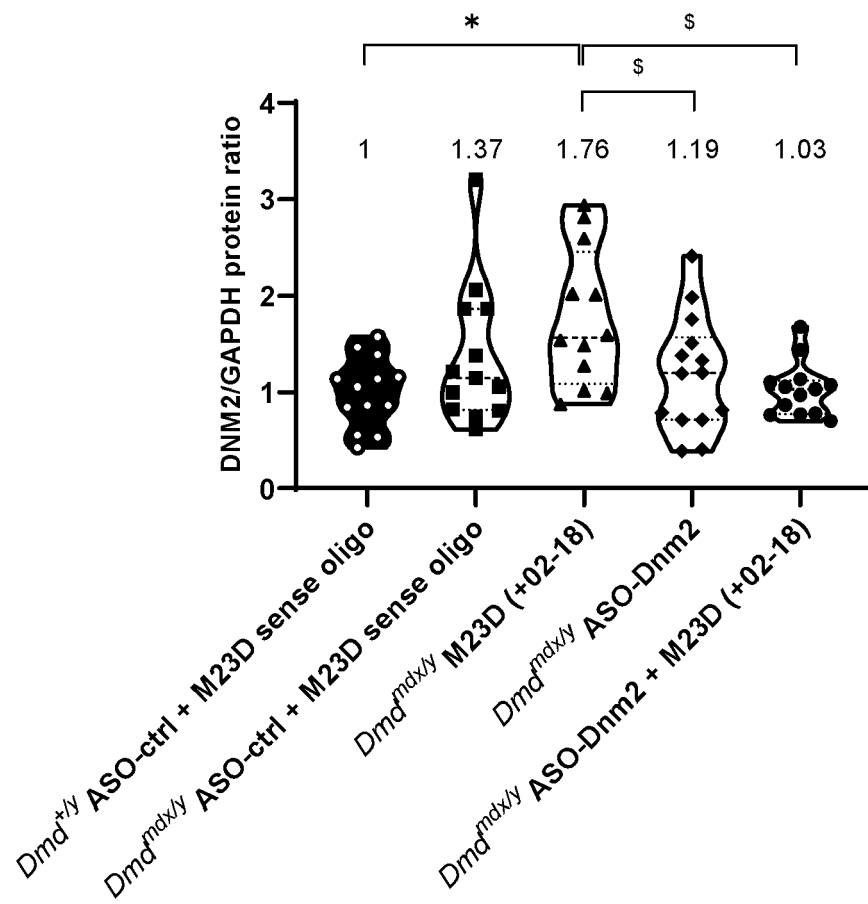 *
$
$
4
3
2
1
0
DNM2/GAPDH protein ratio
1
1.37
1.76
1.19
1.03
Dmd+/y ASO-ctrl + M23D sense oligo
Dmdmdx/y ASO-ctrl + M23D sense oligo
Dmdmdx/y M23D (+02-18)
Dmdmdx/y ASO-Dnm2
Dmdmdx/y ASO-Dnm2 + M23D (+02-18)